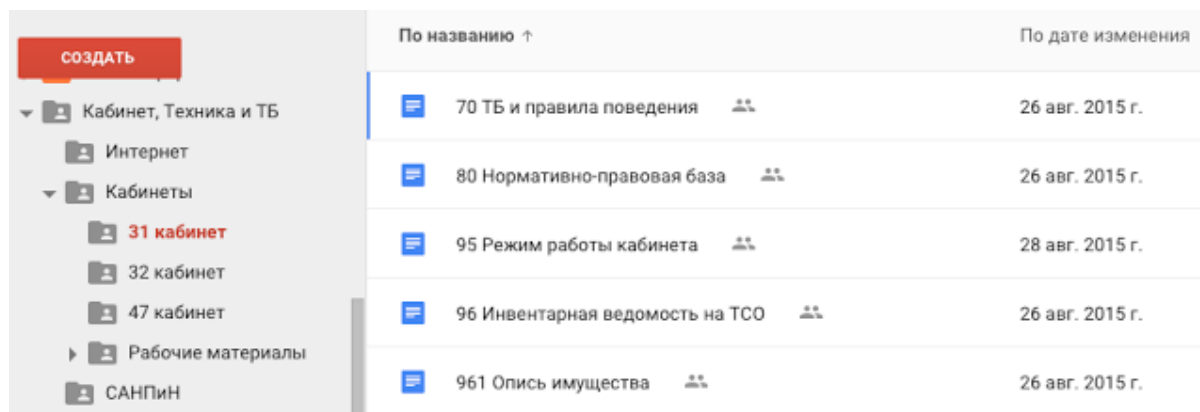 СОЗДАТЬ
Кабинет, Техника и ТБ
Интернет
Кабинеты
31 кабинет
32 кабинет
47 кабинет
Рабочие материалы
САНПиН
По названию ↑ По дате изменения
70 ТБ и правила поведения 26 авг. 2015 г.
80 Нормативно-правовая база 26 авг. 2015 г.
95 Режим работы кабинета 28 авг. 2015 г.
96 Инвентарная ведомость на ТСО 26 авг. 2015 г.
961 Опись имущества 26 авг. 2015 г.